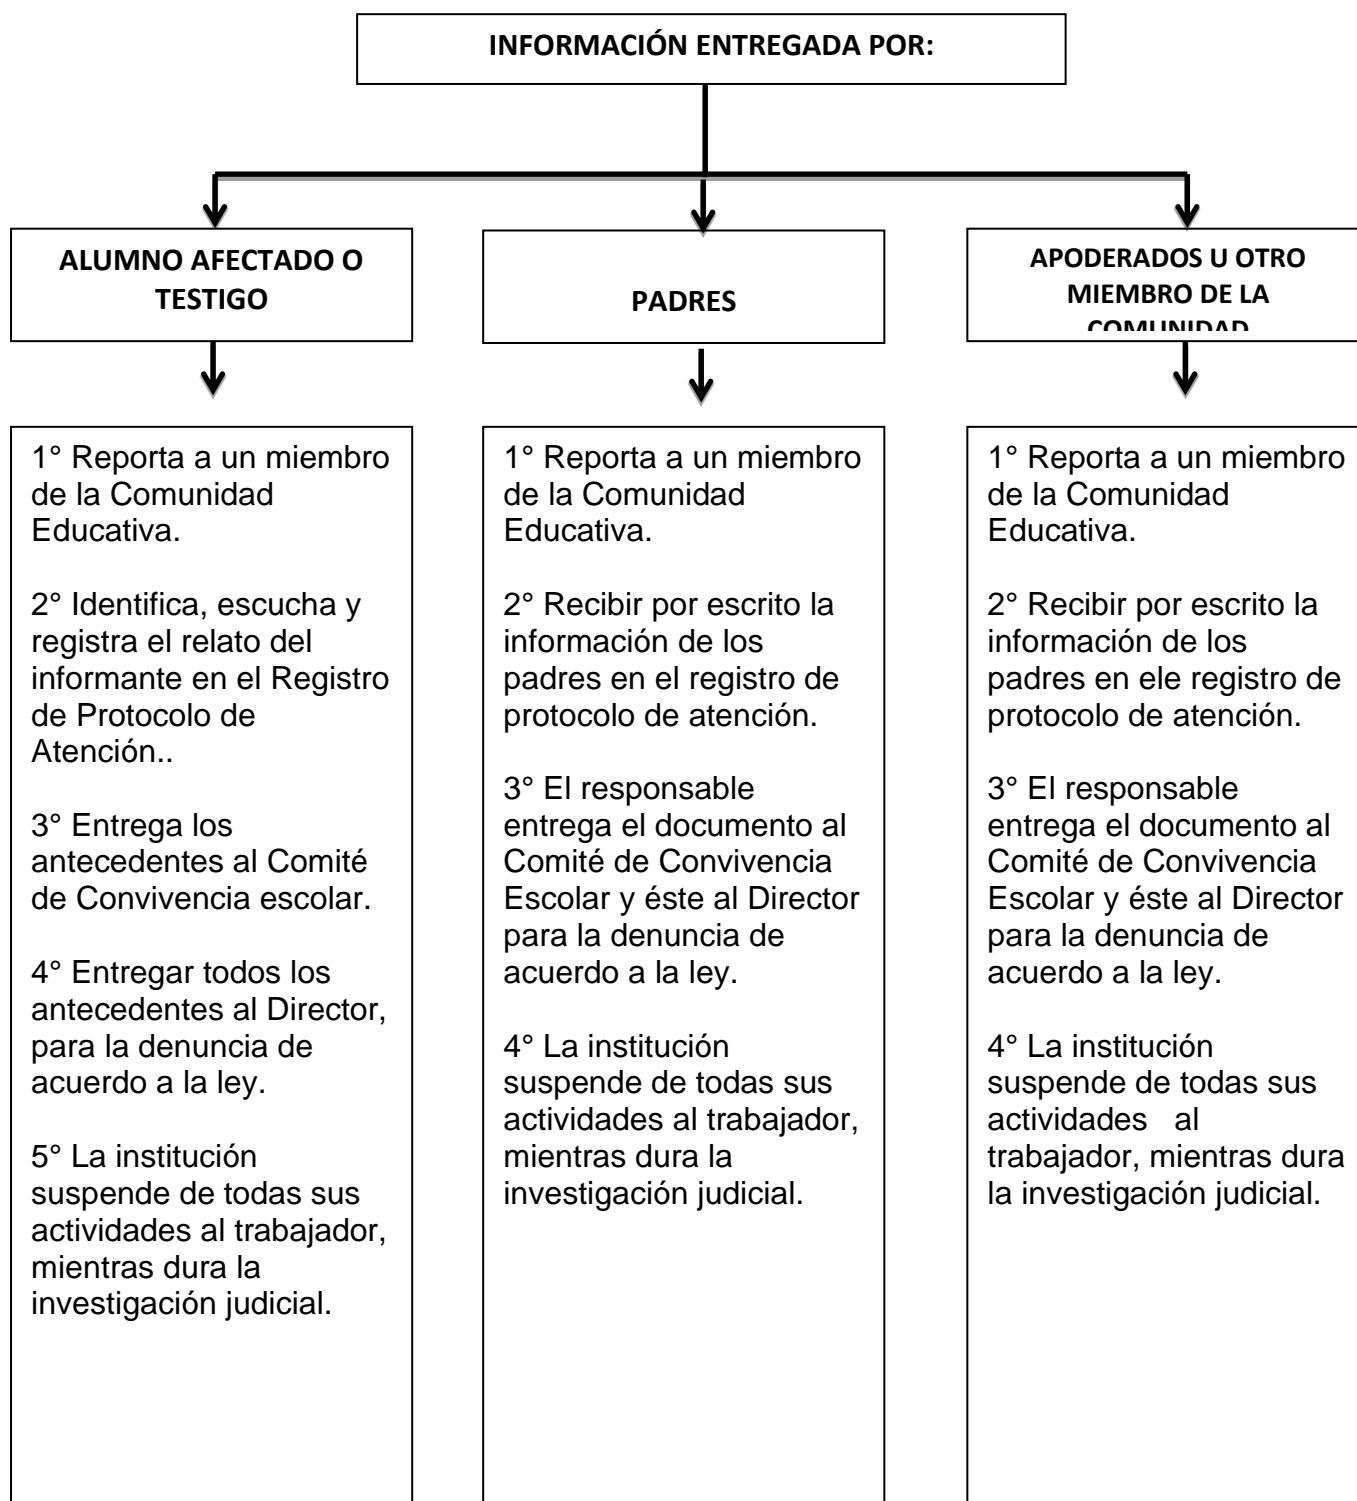 INFORMACIÓN ENTREGADA POR:
ALUMNO AFECTADO O
TESTIGO
PADRES
APODERADOS U OTRO
MIEMBRO DE LA
COMUNIDAD
1° Reporta a un miembro
de la Comunidad
Educativa.
2° Identifica, escucha y
registra el relato del
informante en el Registro
de Protocolo de
Atención..
3° Entrega los
antecedentes al Comité
de Convivencia escolar.
4° Entregar todos los
antecedentes al Director,
para la denuncia de
acuerdo a la ley.
5° La institución
suspende de todas sus
actividades al trabajador,
mientras dura la
investigación judicial.
1° Reporta a un miembro
de la Comunidad
Educativa.
2° Recibir por escrito la
información de los
padres en el registro de
protocolo de atención.
3° El responsable
entrega el documento al
Comité de Convivencia
Escolar y éste al Director
para la denuncia de
acuerdo a la ley.
4° La institución
suspende de todas sus
actividades al trabajador,
mientras dura la
investigación judicial.
1° Reporta a un miembro
de la Comunidad
Educativa.
2° Recibir por escrito la
información de los
padres en ele registro de
protocolo de atención.
3° El responsable
entrega el documento al
Comité de Convivencia
Escolar y éste al Director
para la denuncia de
acuerdo a la ley.
4° La institución
suspende de todas sus
actividades   al
trabajador, mientras dura
la investigación judicial.